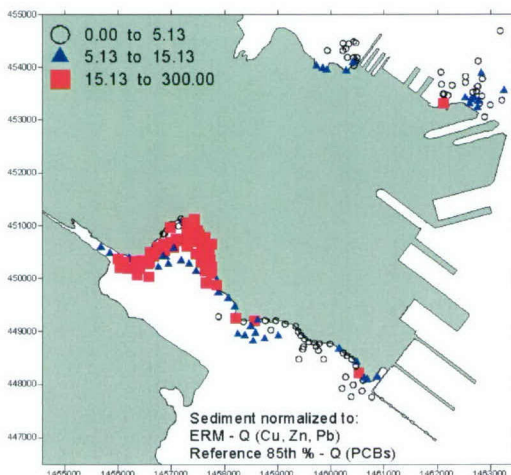 0.00 to 5.13
5.13 to 15.13
15.13 to 300.00
455000
454000
453000
452000
451000
450000
449000
448000
447000
Sediment normalized to:
ERM - Q (Cu, Zn, Pb)
Reference 85th % - Q (PCBs)